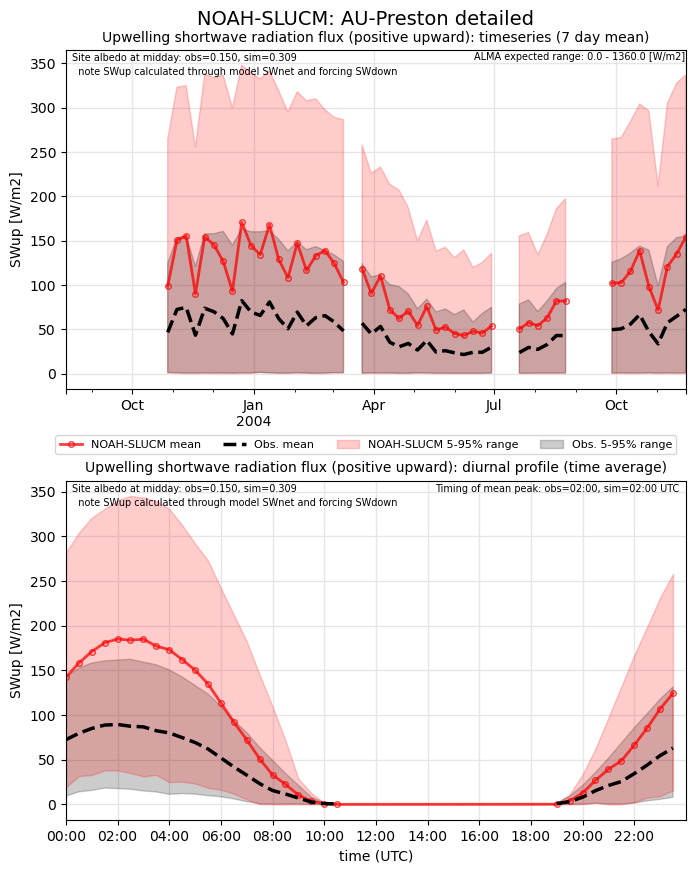 NOAH-SLUCM: AU-Preston detailed
Upwelling shortwave radiation flux (positive upward): timeseries (7 day mean)
Site albedo at midday: obs=0.150, sim=0.309
ALMA expected range: 0.0 - 1360.0 [W/m2]
note SWup calculated through model SWnet and forcing SWdown
350
300
250
200
150
100
50
0
SWup [W/m2]
Oct
Jan
Apr
Jul
Oct
2004
NOAH-SLUCM mean
Obs. mean
NOAH-SLUCM 5-95% range
Obs. 5-95% range
Upwelling shortwave radiation flux (positive upward): diurnal profile (time average)
Site albedo at midday: obs=0.150, sim=0.309
Timing of mean peak: obs=02:00, sim=02:00 UTC
note SWup calculated through model SWnet and forcing SWdown
350
300
250
200
150
100
50
0
SWup [W/m2]
00:00
02:00
04:00
06:00
08:00
10:00
12:00
14:00
16:00
18:00
20:00
22:00
time (UTC)